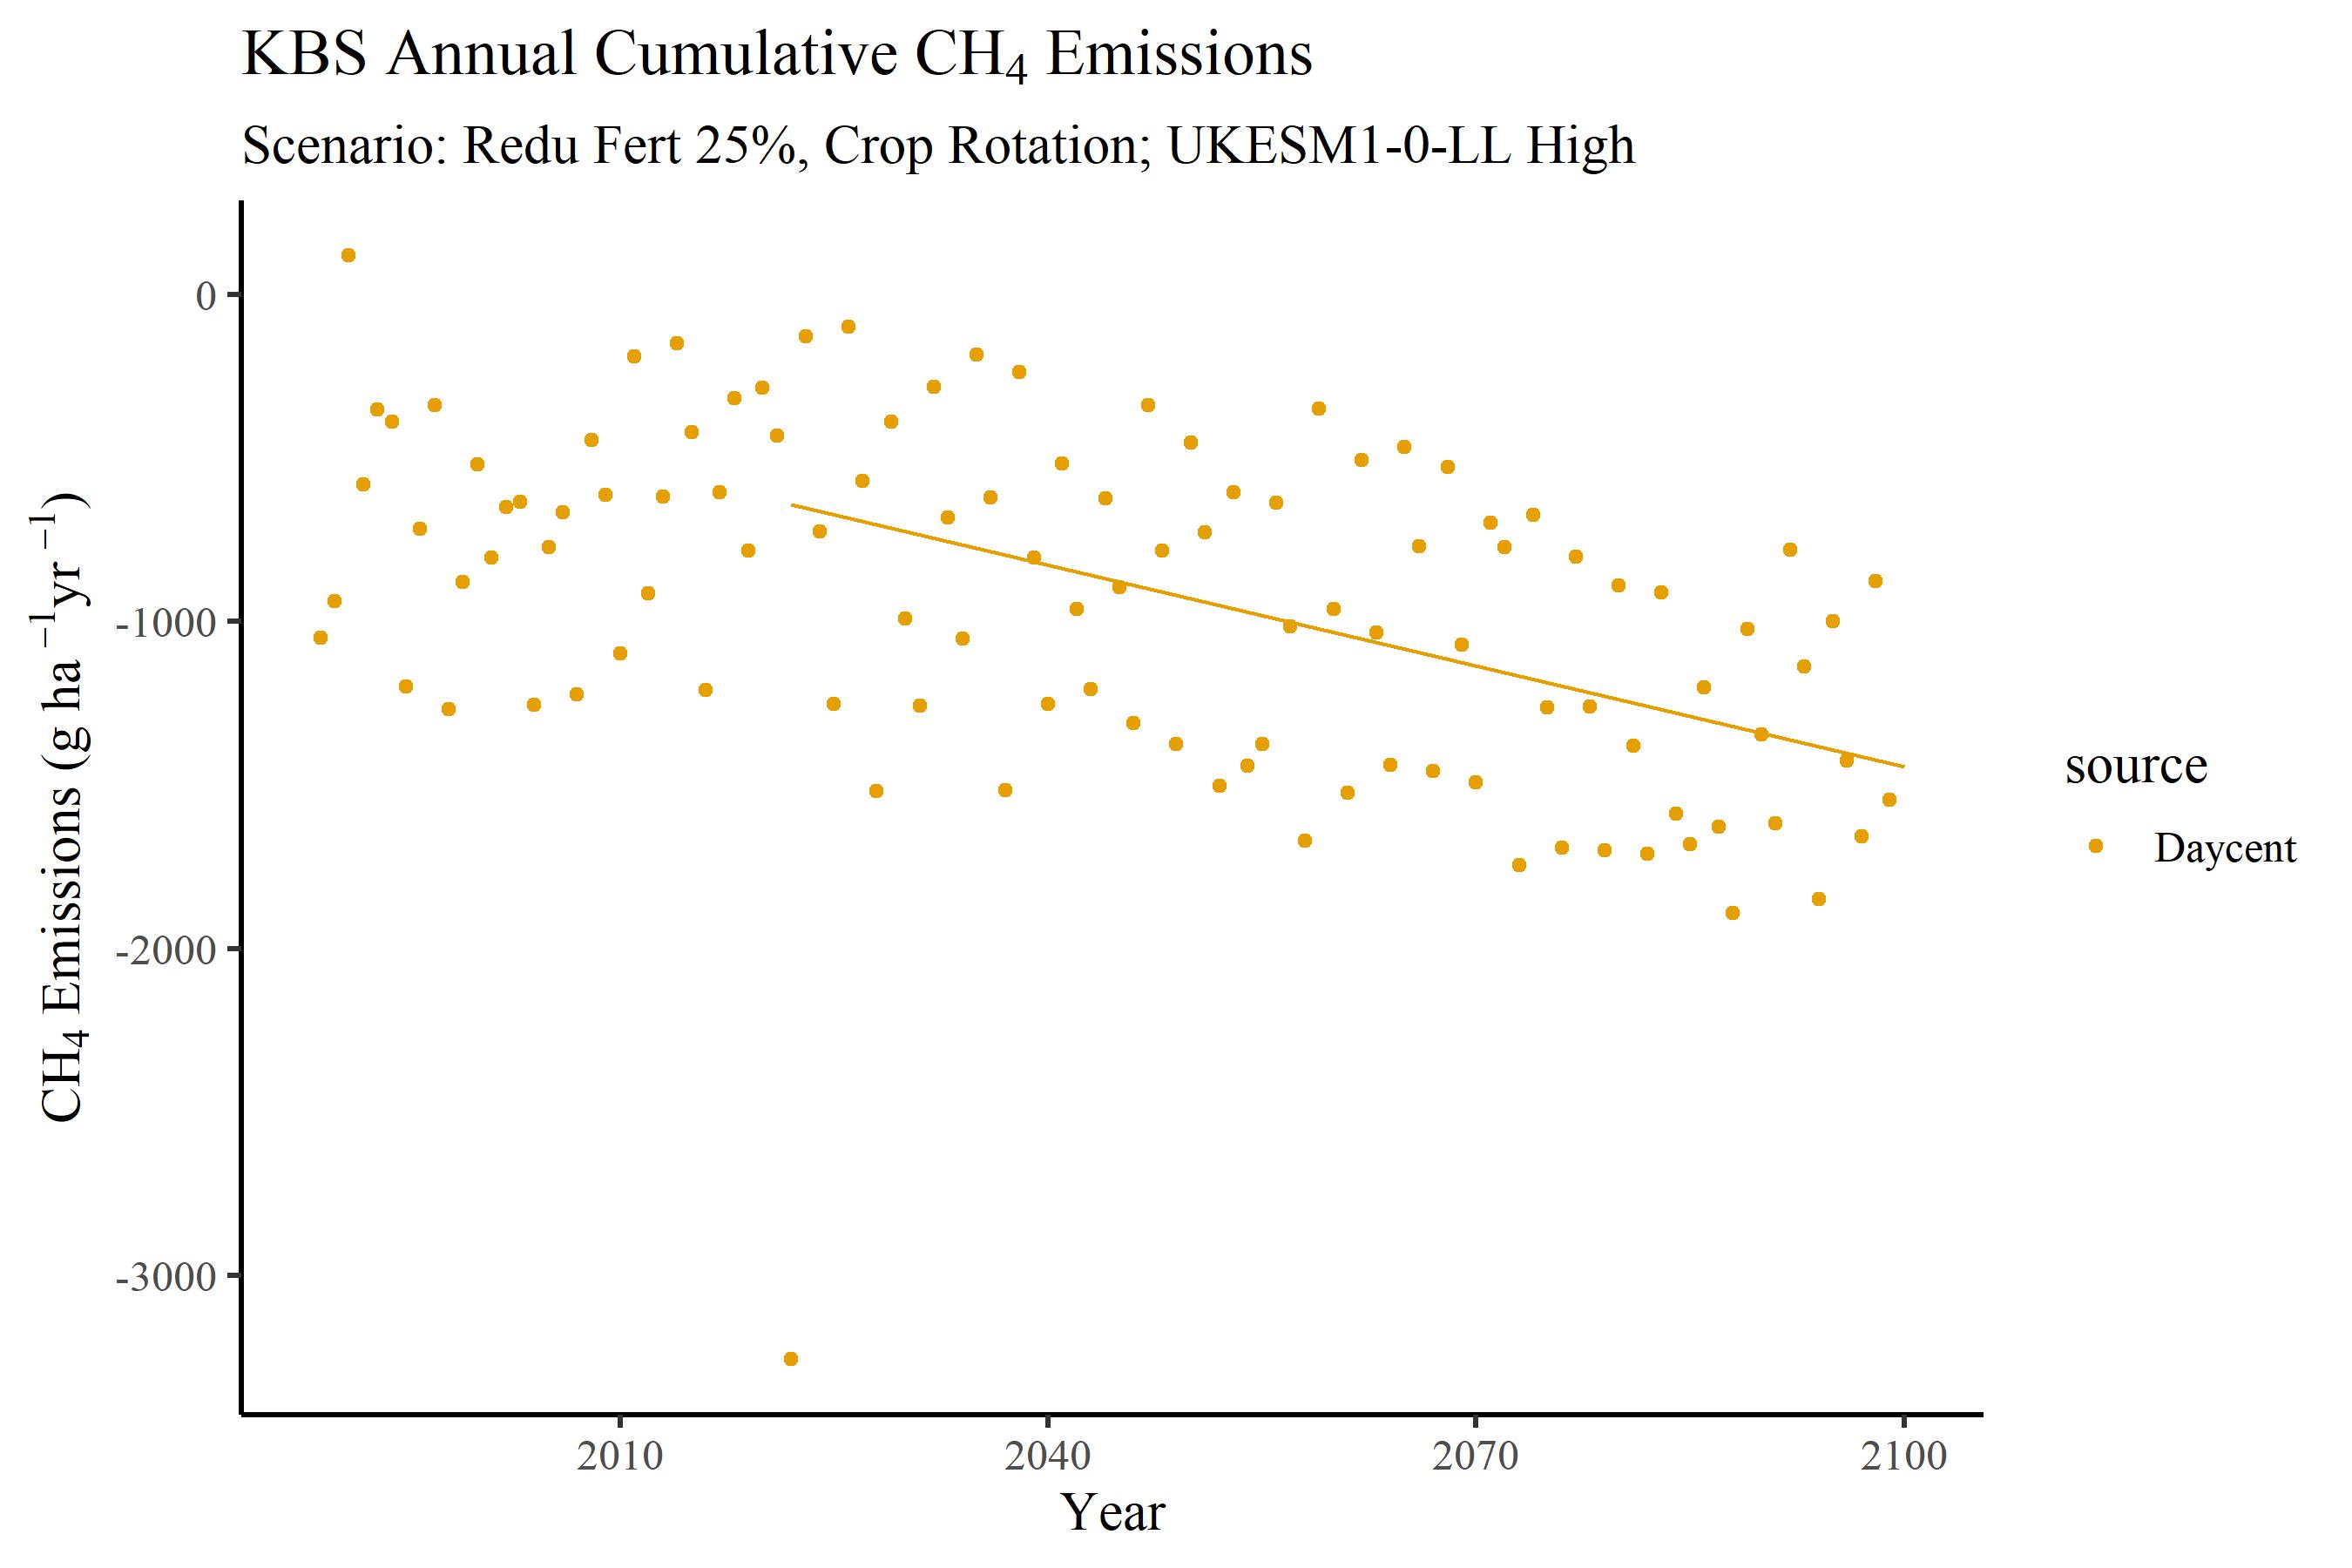 KBS Annual Cumulative CH₄ Emissions
Scenario: Redu Fert 25%, Crop Rotation; UKESM1-0-LL High
CH₄ Emissions (g ha ⁻¹yr ⁻¹)
0
-1000
-2000
-3000
2010 2040 2070 2100
Year
source
Daycent